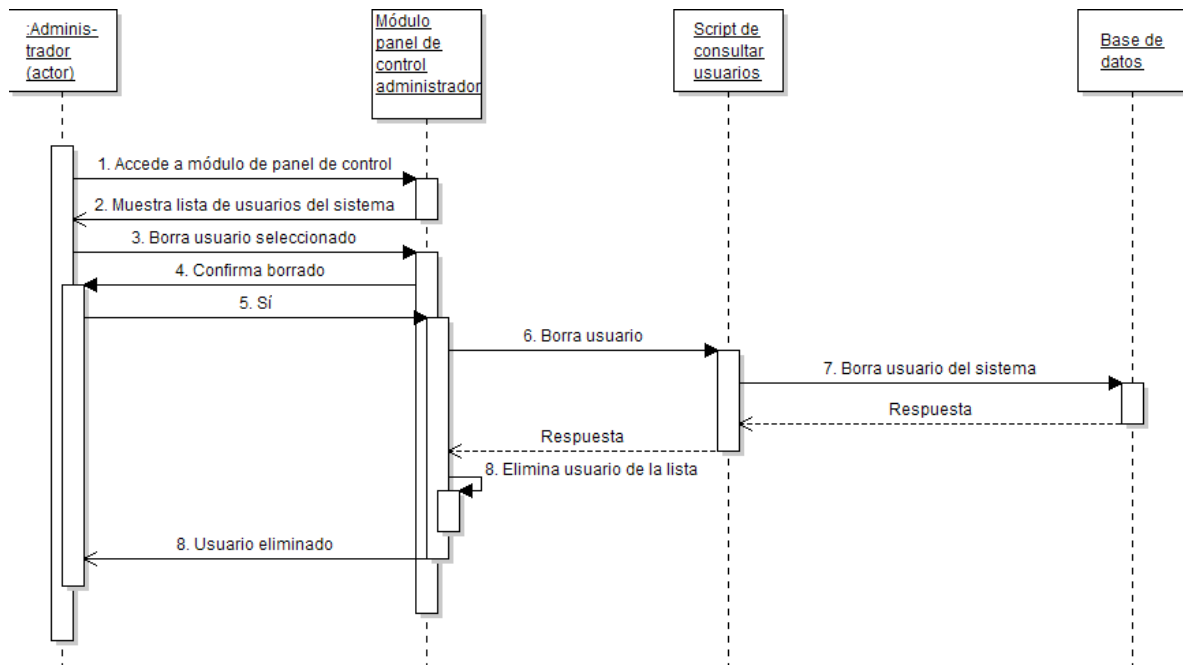 :Adminis-
trador
(actor)
Módulo
panel de
control
administrador
Script de
consultar
usuarios
Base de
datos
1. Accede a módulo de panel de control
2. Muestra lista de usuarios del sistema
3. Borra usuario seleccionado
4. Confirma borrado
5. Sí
6. Borra usuario
7. Borra usuario del sistema
Respuesta
Respuesta
8. Elimina usuario de la lista
8. Usuario eliminado